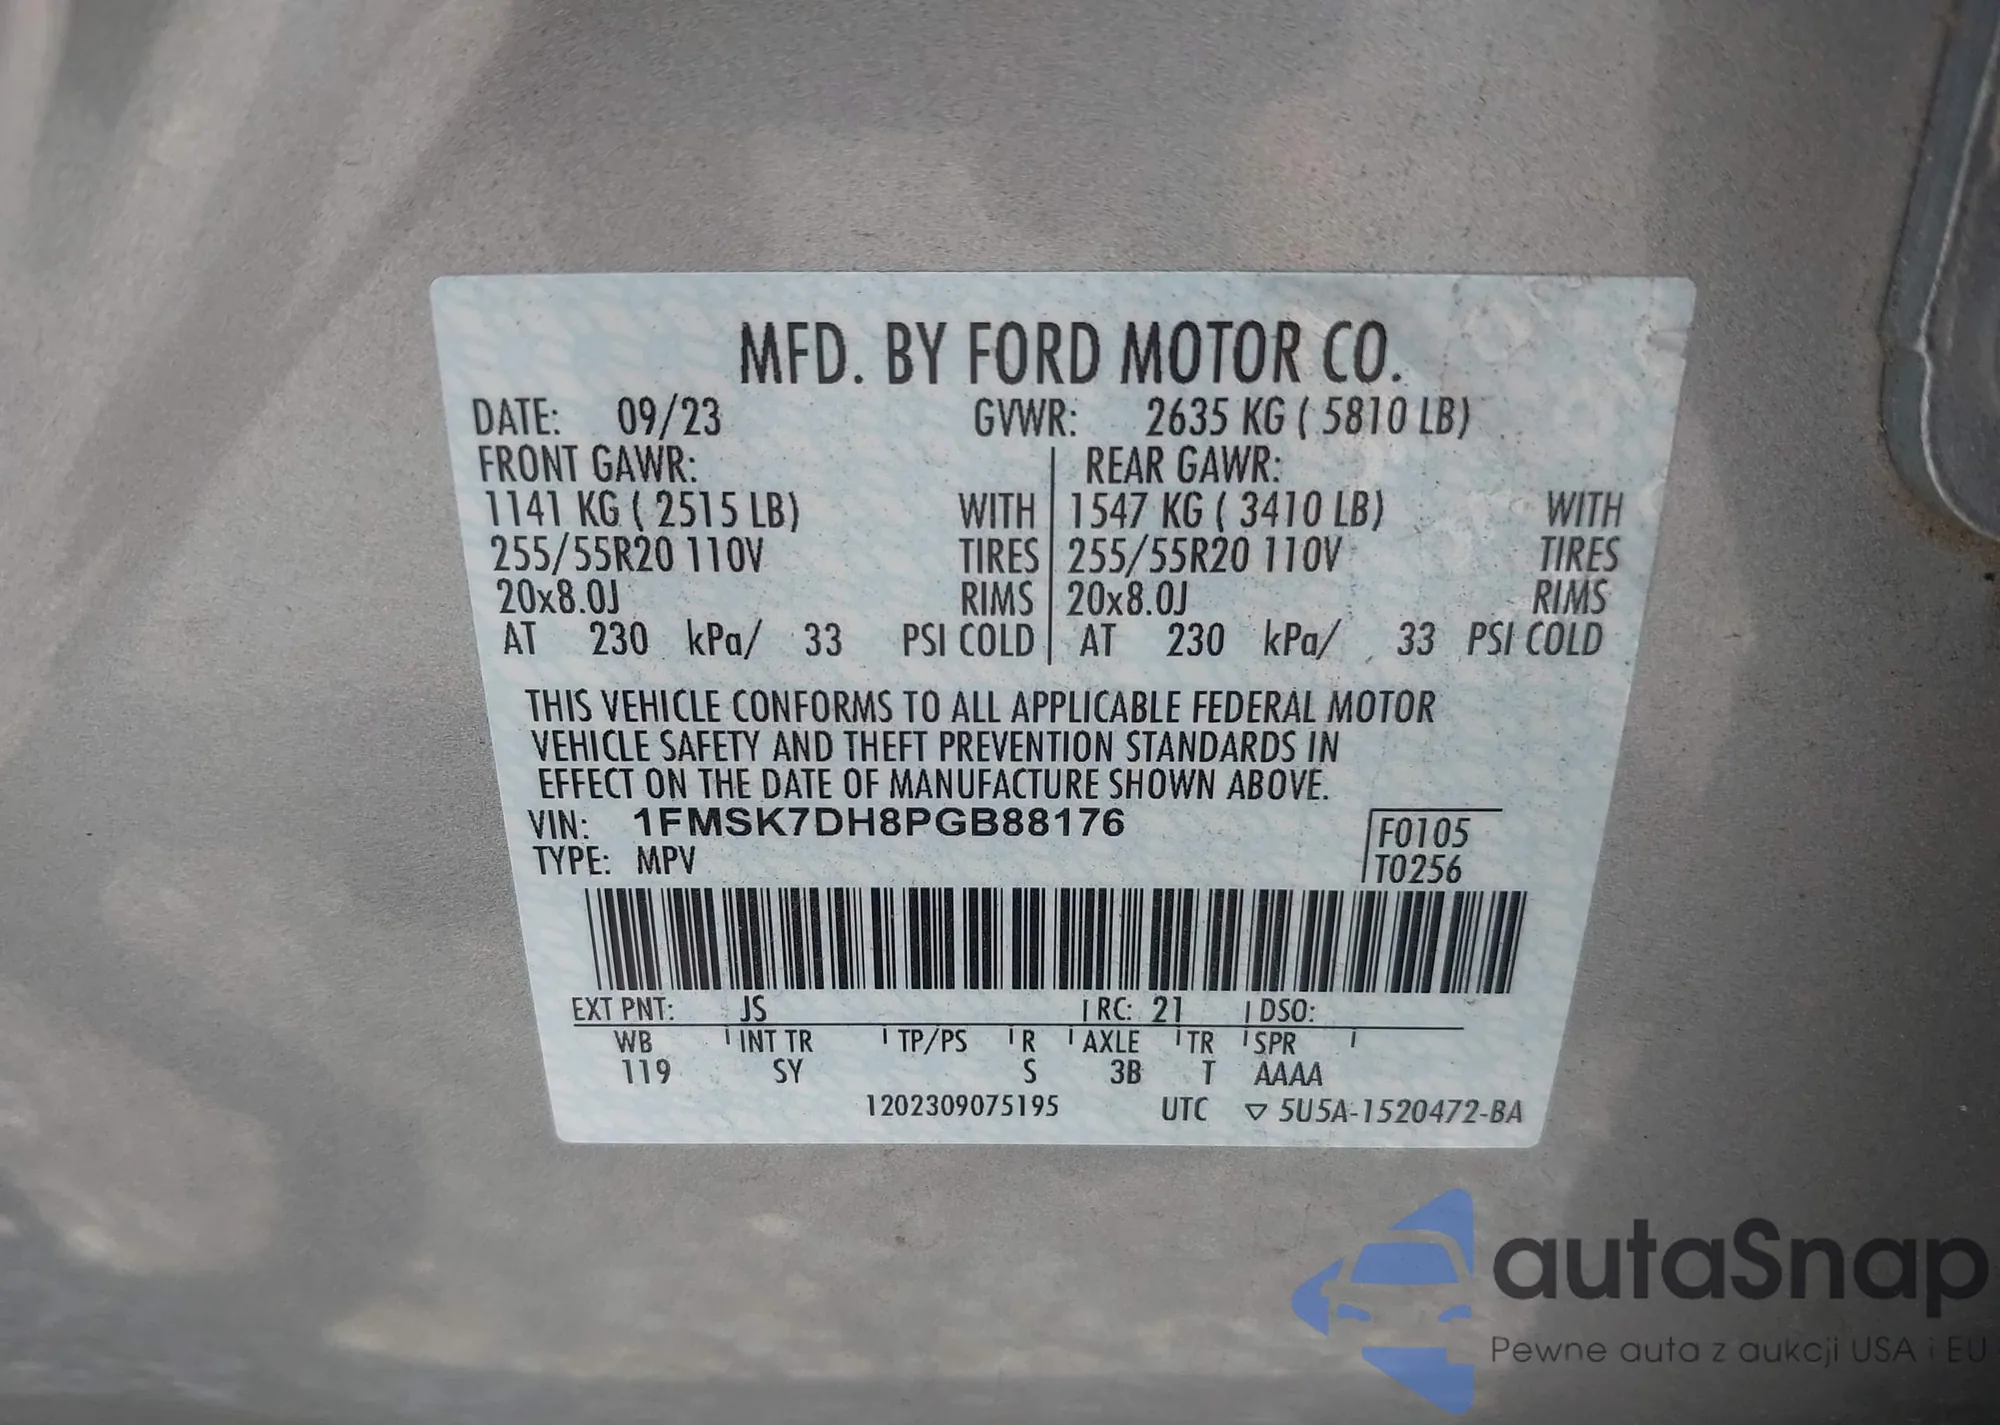 MFD. BY FORD MOTOR CO.
DATE: 09/23 GVWR: 2635 KG ( 5810 LB)
FRONT GAWR: REAR GAWR:
1141 KG ( 2515 LB) WITH 1547 KG ( 3410 LB) WITH
255/55R20 110V TIRES 255/55R20 110V TIRES
20x8.0J RIMS 20x8.0J RIMS
AT 230 kPa/ 33 PSI COLD AT 230 kPa/ 33 PSI COLD
THIS VEHICLE CONFORMS TO ALL APPLICABLE FEDERAL MOTOR
VEHICLE SAFETY AND THEFT PREVENTION STANDARDS IN
EFFECT ON THE DATE OF MANUFACTURE SHOWN ABOVE.
VIN: 1FMSK7DH8PGB88176 F0105
TYPE: MPV T0256
EXT PNT: JS RC: 21 DSO:
WB INT TR TP/PS R AXLE TR SPR
119 SY S 3B T AAAA
1202309075195 UTC ▽ 5U5A-1520472-BA
autaSnap
Pewne auta z aukcji USA i EU